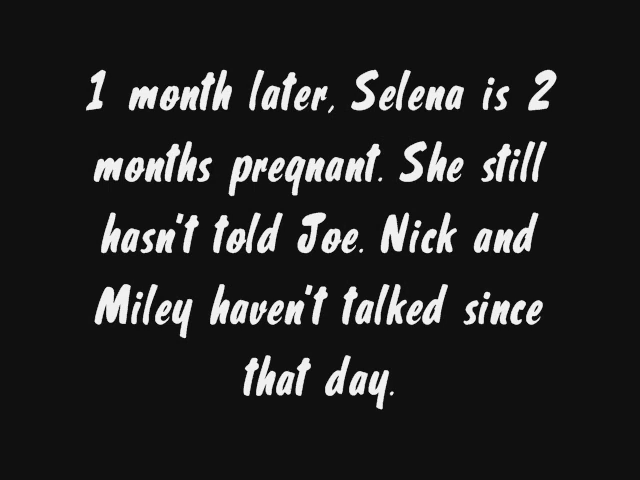 1 month later, Selena is 2
months pregnant. She still
hasn't told Joe. Nick and
Miley haven't talked since
that day.